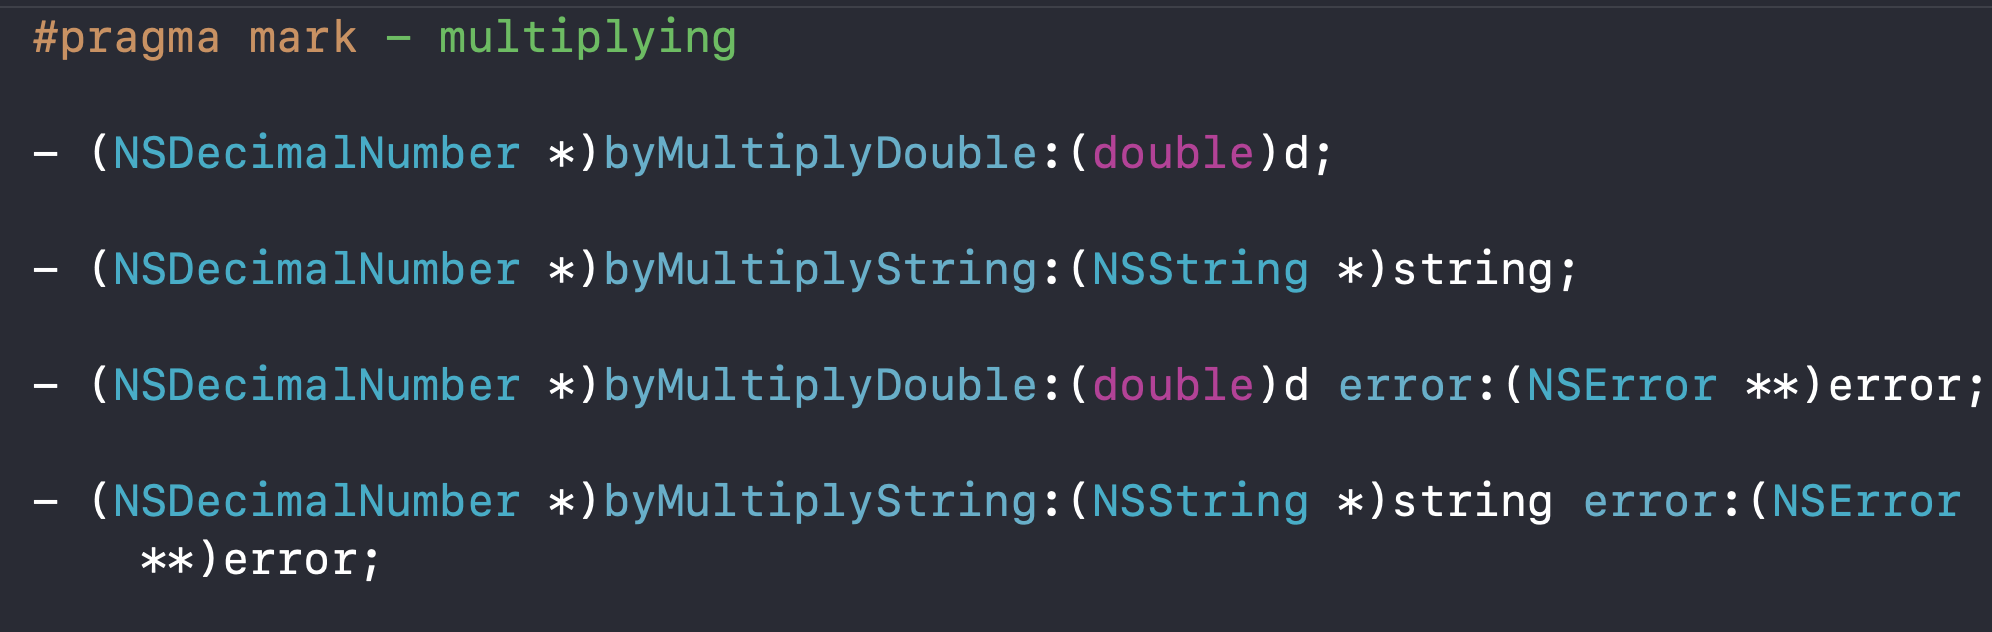 #pragma mark - multiplying
- (NSDecimalNumber *)byMultiplyDouble:(double)d;
- (NSDecimalNumber *)byMultiplyString:(NSString *)string;
- (NSDecimalNumber *)byMultiplyDouble:(double)d error:(NSError **)error;
- (NSDecimalNumber *)byMultiplyString:(NSString *)string error:(NSError
**)error;